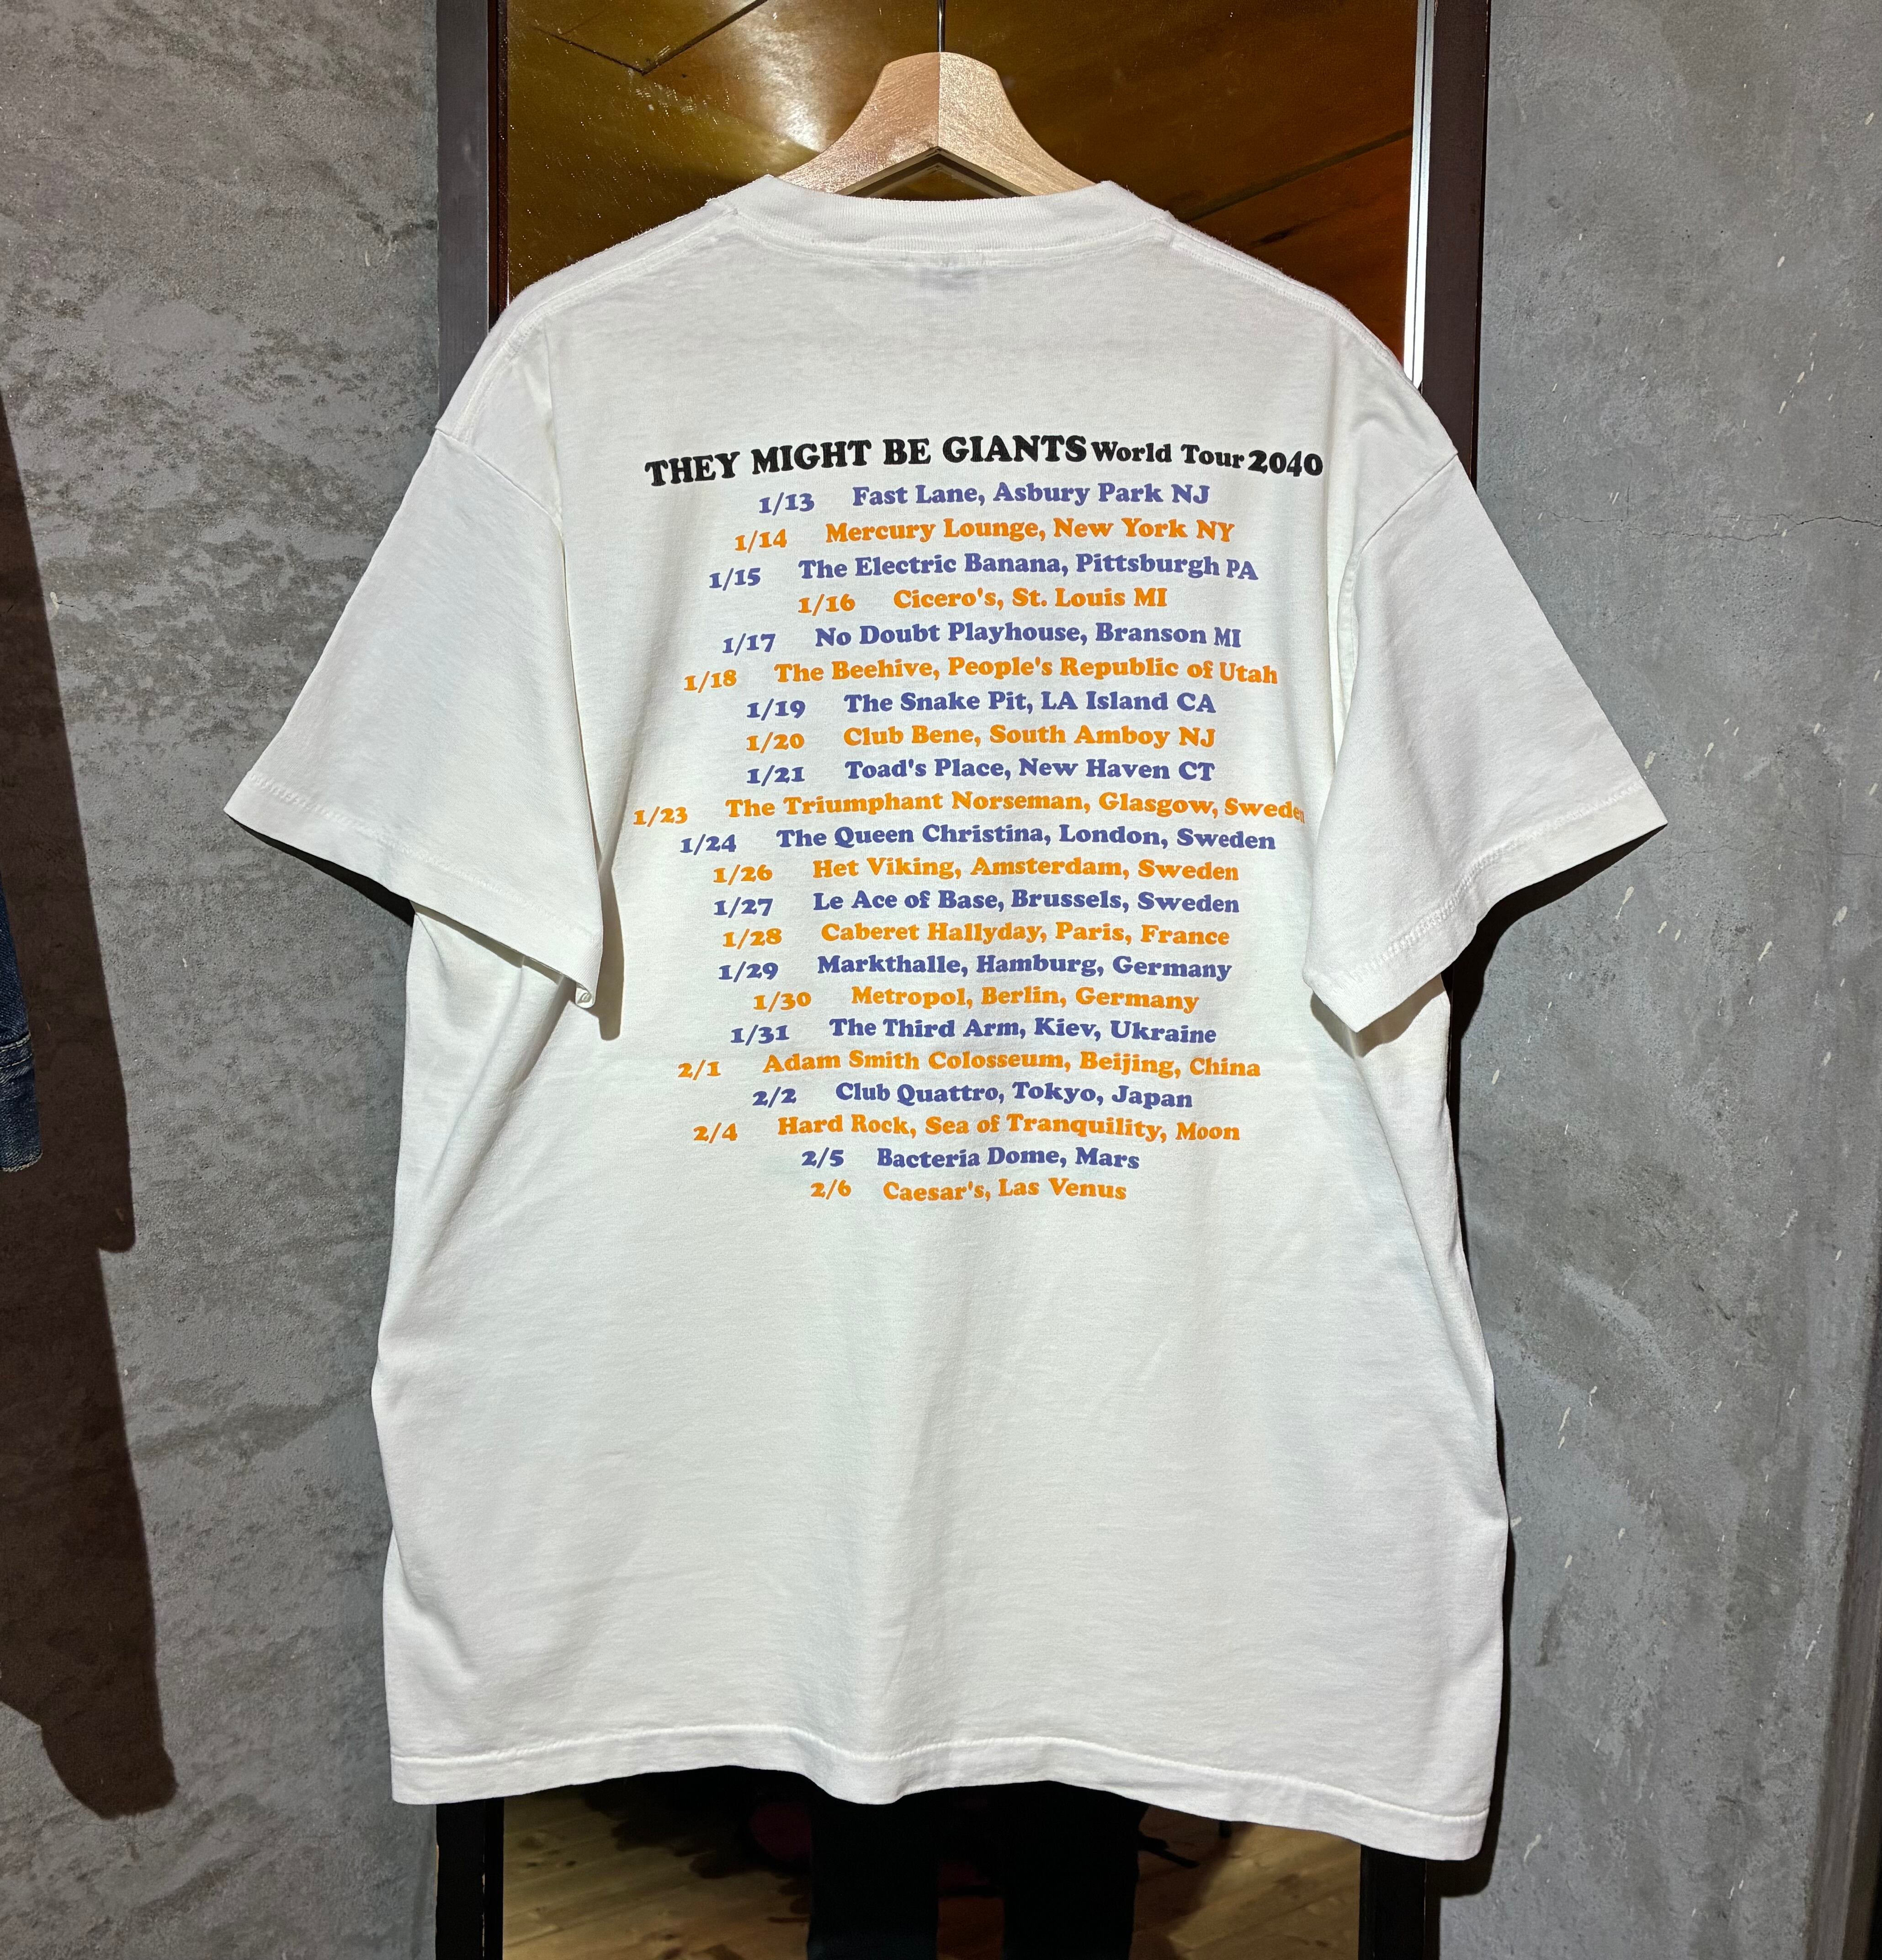 THEY MIGHT BE GIANTS World Tour 2040
1/13 Fast Lane, Asbury Park NJ
1/14 Mercury Lounge, New York NY
1/15 The Electric Banana, Pittsburgh PA
1/16 Cicero's, St. Louis MI
1/17 No Doubt Playhouse, Branson MI
1/18 The Beehive, People's Republic of Utah
1/19 The Snake Pit, LA Island CA
1/20 Club Bene, South Amboy NJ
1/21 Toad's Place, New Haven CT
1/23 The Triumphant Norseman, Glasgow, Sweden
1/24 The Queen Christina, London, Sweden
1/26 Het Viking, Amsterdam, Sweden
1/27 Le Ace of Base, Brussels, Sweden
1/28 Caberet Hallyday, Paris, France
1/29 Markthalle, Hamburg, Germany
1/30 Metropol, Berlin, Germany
1/31 The Third Arm, Kiev, Ukraine
2/1 Adam Smith Colosseum, Beijing, China
2/2 Club Quattro, Tokyo, Japan
2/4 Hard Rock, Sea of Tranquility, Moon
2/5 Bacteria Dome, Mars
2/6 Caesar's, Las Venus